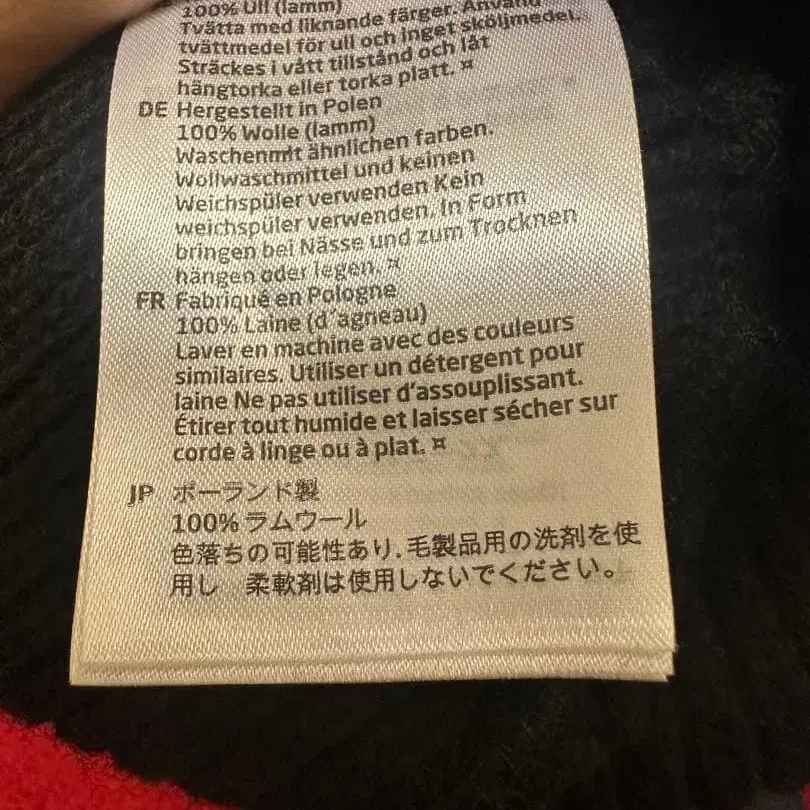 100% Ull (lamm)
Tvätta med liknande färger. Använd
tvättmedel för ull och inget sköljmedel.
Sträckes i vått tillstånd och låt
hängtorka eller torka platt. ¤
DE Hergestellt in Polen
100% Wolle (lamm)
Waschenmit ähnlichen farben.
Wollwaschmittel und keinen
Weichspüler verwenden Kein
weichspüler verwenden. In Form
bringen bei Nässe und zum Trocknen
hängen oder legen. ¤
FR Fabriqué en Pologne
100% Laine (d´agneau)
Laver en machine avec des couleurs
similaires. Utiliser un détergent pour
laine Ne pas utiliser d'assouplissant.
Étirer tout humide et laisser sécher sur
corde à linge ou à plat. ¤
JP ポーランド製
100%ラムウール
色落ちの可能性あり.毛製品用の洗剤を使
用し 柔軟剤は使用しないでください。